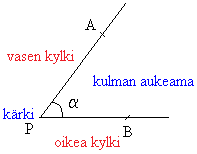 A
vasen kylki
kulman aukeama
kärki
α
P
B
oikea kylki